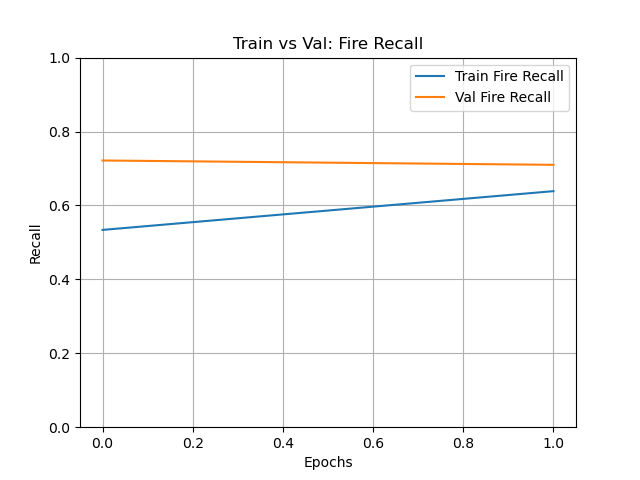 Train vs Val: Fire Recall
Train Fire Recall
Val Fire Recall
1.0
0.8
0.6
0.4
0.2
0.0
Recall
0.0 0.2 0.4 0.6 0.8 1.0
Epochs